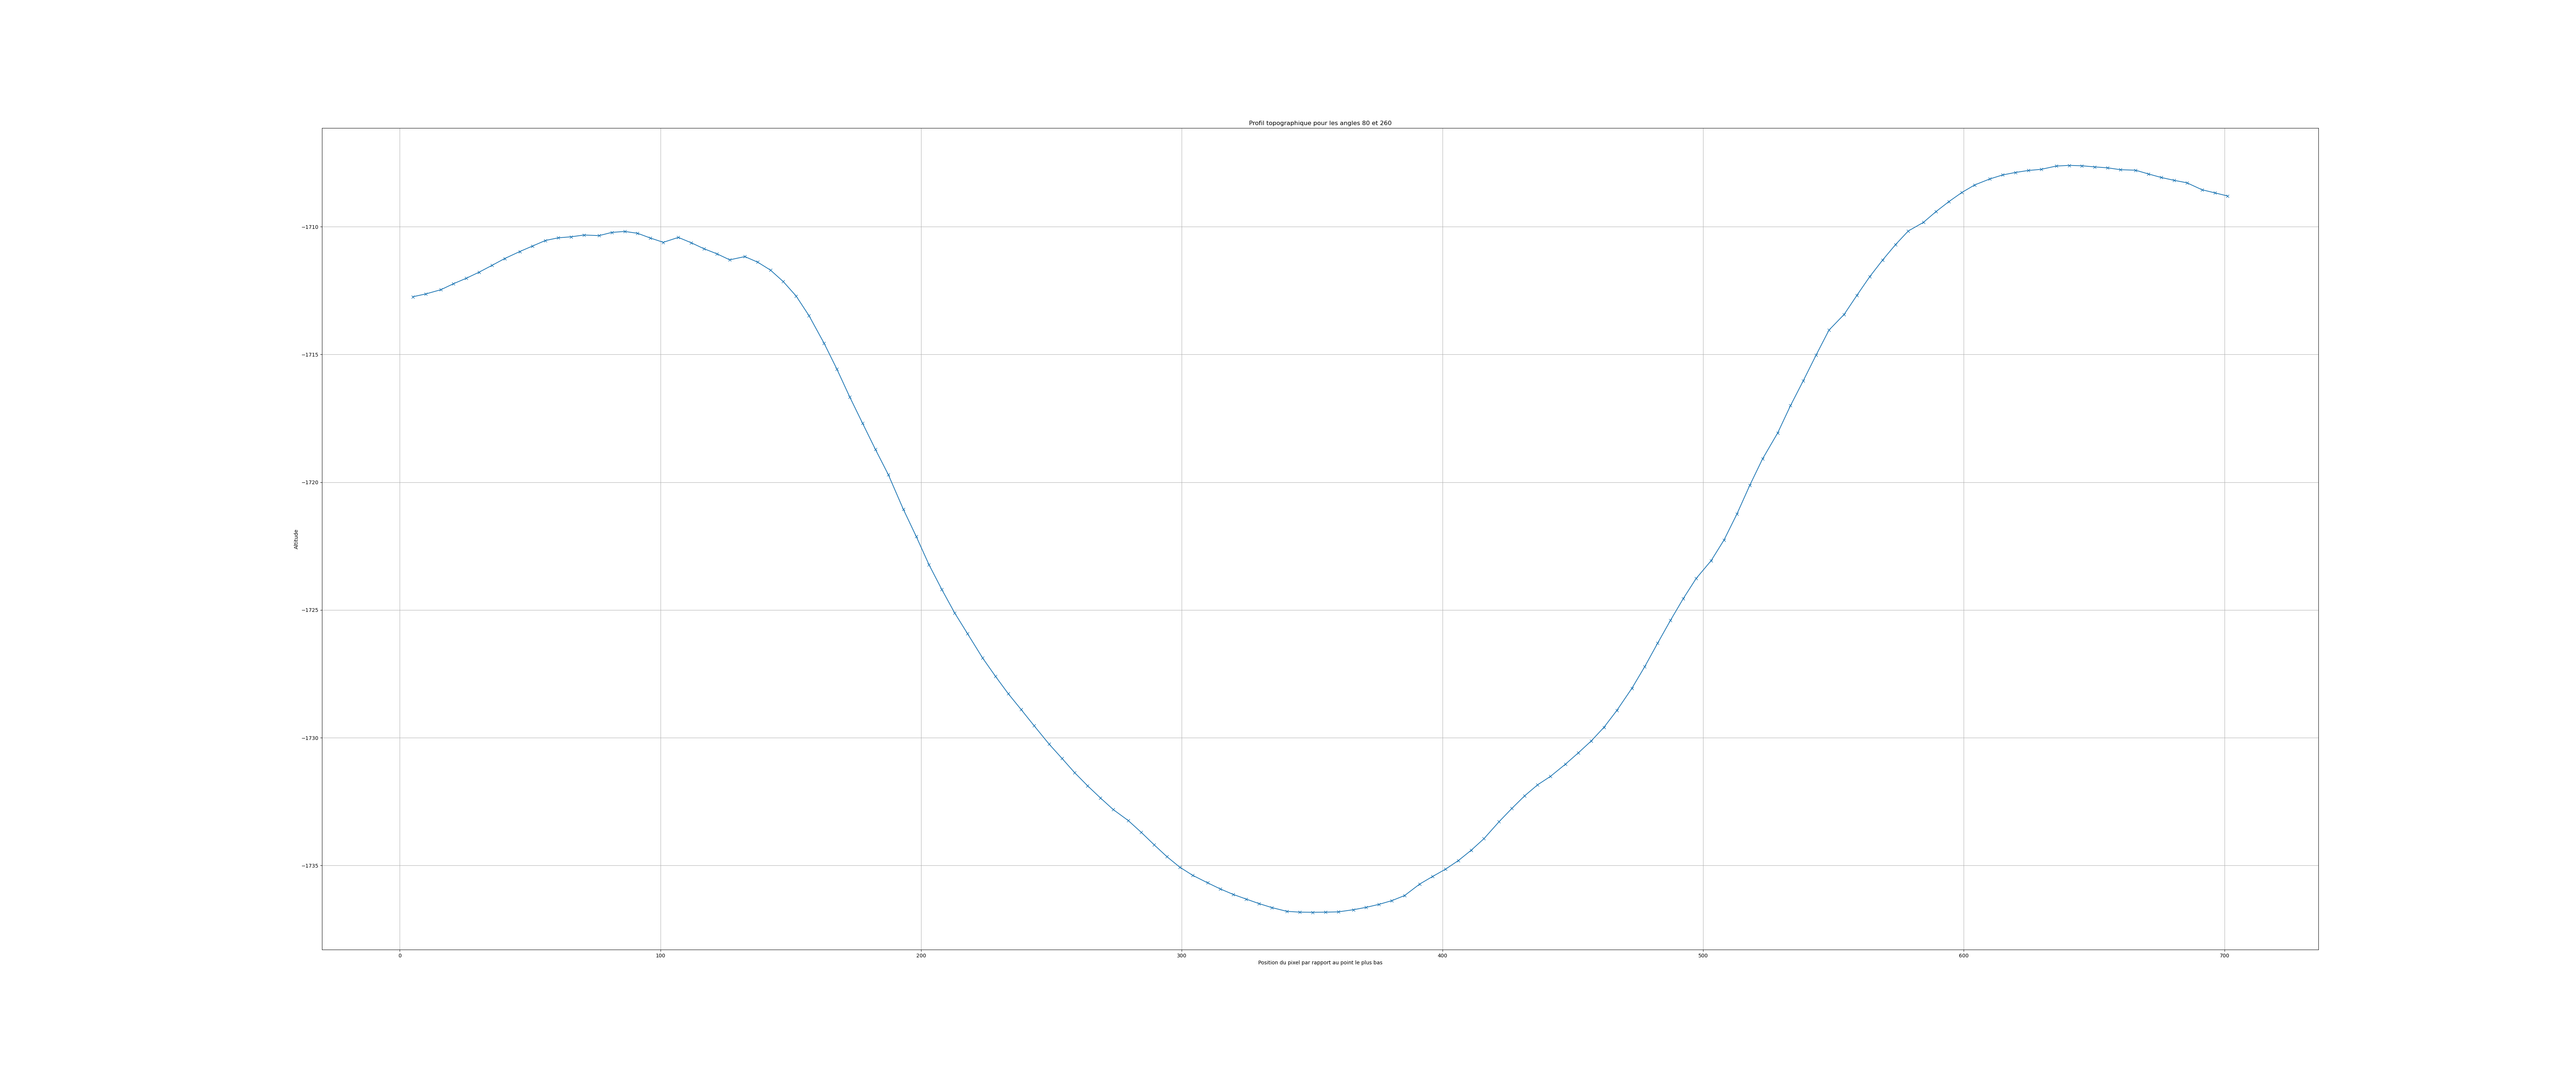 Profil topographique pour les angles 80 et 260
−1710
−1715
−1720
−1725
−1730
−1735
Altitude
0 100 200 300 400 500 600 700
Position du pixel par rapport au point le plus bas